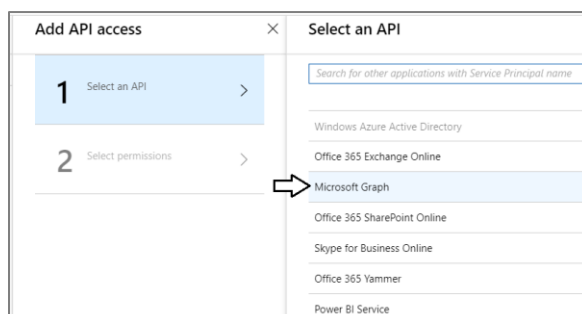 Add API access
1 Select an API
2 Select permissions
Select an API
Search for other applications with Service Principal name
Windows Azure Active Directory
Office 365 Exchange Online
Microsoft Graph
Office 365 SharePoint Online
Skype for Business Online
Office 365 Yammer
Power BI Service